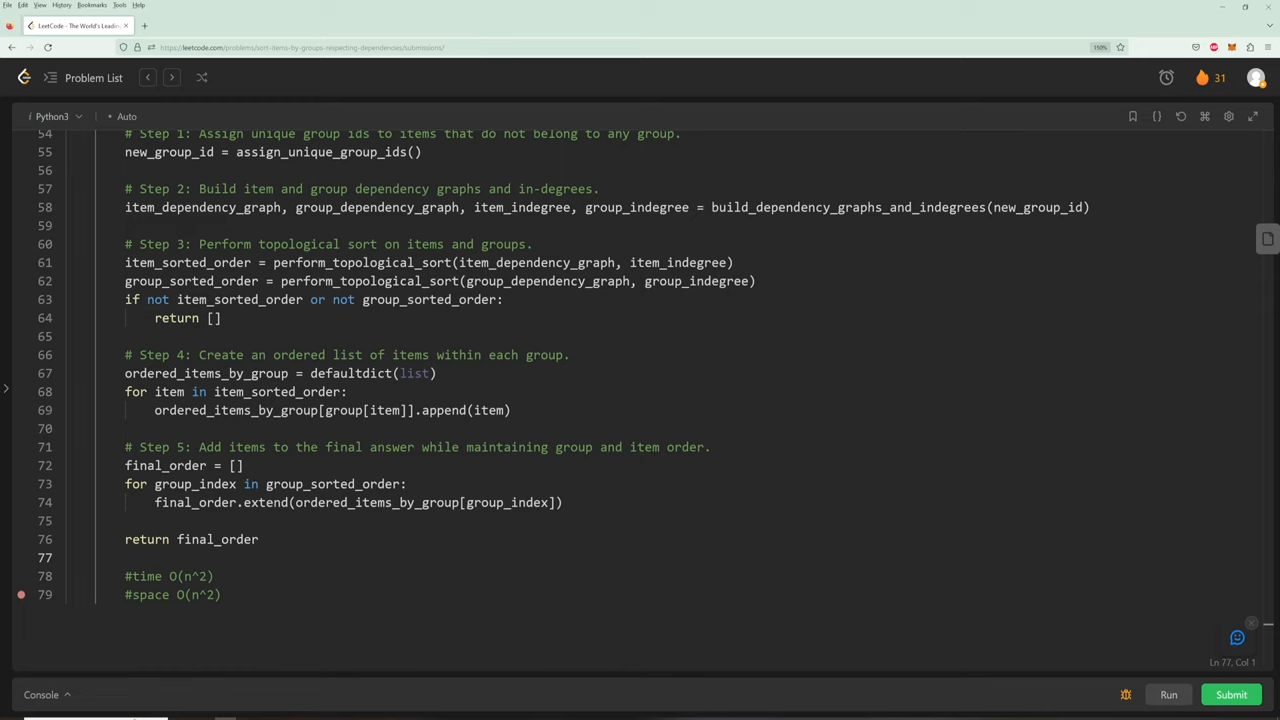 File Edit View History Bookmarks Tools Help
LeetCode - The World's Leading
https://leetcode.com/problems/sort-items-by-groups-respecting-dependencies/submissions/
150%
Problem List
31
Python3
Auto
54 # Step 1: Assign unique group ids to items that do not belong to any group.
55 new_group_id = assign_unique_group_ids()
56
57 # Step 2: Build item and group dependency graphs and in-degrees.
58 item_dependency_graph, group_dependency_graph, item_indegree, group_indegree = build_dependency_graphs_and_indegrees(new_group_id)
59
60 # Step 3: Perform topological sort on items and groups.
61 item_sorted_order = perform_topological_sort(item_dependency_graph, item_indegree)
62 group_sorted_order = perform_topological_sort(group_dependency_graph, group_indegree)
63 if not item_sorted_order or not group_sorted_order:
64 return []
65
66 # Step 4: Create an ordered list of items within each group.
67 ordered_items_by_group = defaultdict(list)
68 for item in item_sorted_order:
69 ordered_items_by_group[group[item]].append(item)
70
71 # Step 5: Add items to the final answer while maintaining group and item order.
72 final_order = []
73 for group_index in group_sorted_order:
74 final_order.extend(ordered_items_by_group[group_index])
75
76 return final_order
77
78 #time O(n^2)
79 #space O(n^2)
Ln 77, Col 1
Console
Run
Submit